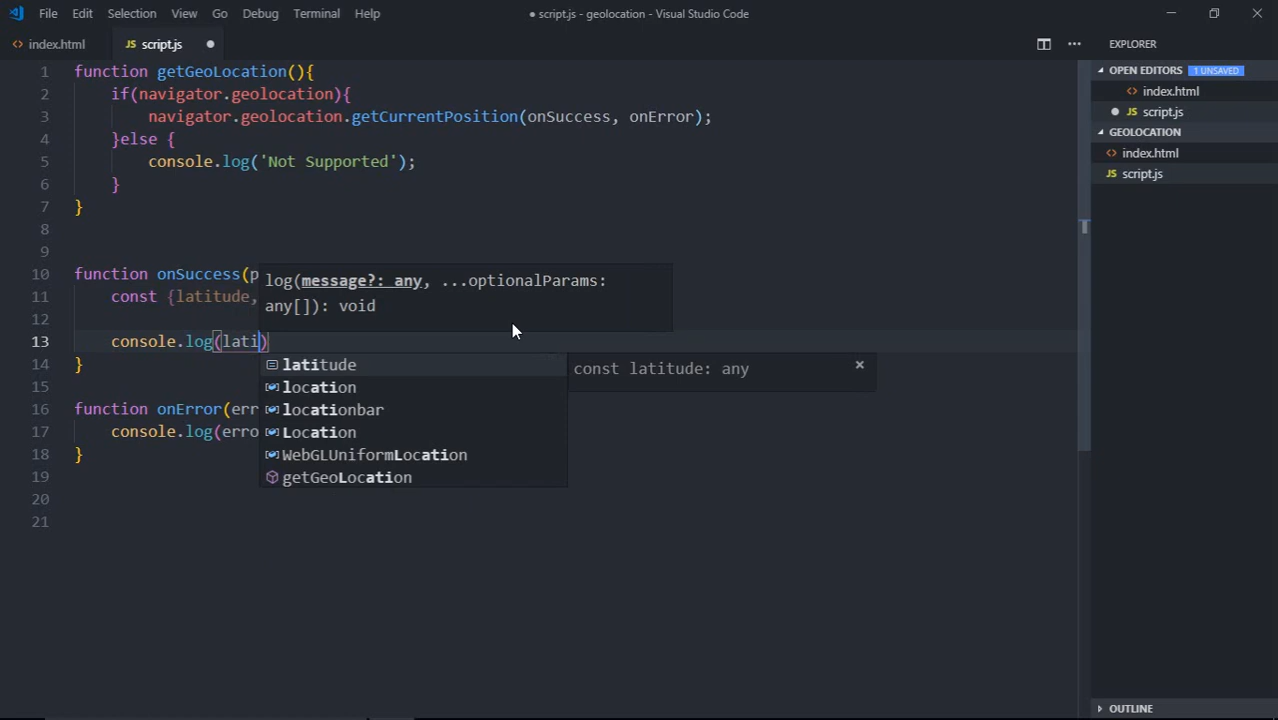 File Edit Selection View Go Debug Terminal Help
● script.js - geolocation - Visual Studio Code
index.html
JS script.js ●
EXPLORER
OPEN EDITORS 1 UNSAVED
index.html
● JS script.js
GEOLOCATION
index.html
JS script.js
OUTLINE
1 function getGeoLocation(){
2 if(navigator.geolocation){
3 navigator.geolocation.getCurrentPosition(onSuccess, onError);
4 }else {
5 console.log('Not Supported');
6 }
7 }
8
9
10 function onSuccess(p
11 const {latitude,
12
13 console.log(lati)
14 }
15
16 function onError(err
17 console.log(erro
18 }
19
20
21
log(message?: any, ...optionalParams:
any[]): void
latitude
location
locationbar
Location
WebGLUniformLocation
getGeoLocation
const latitude: any